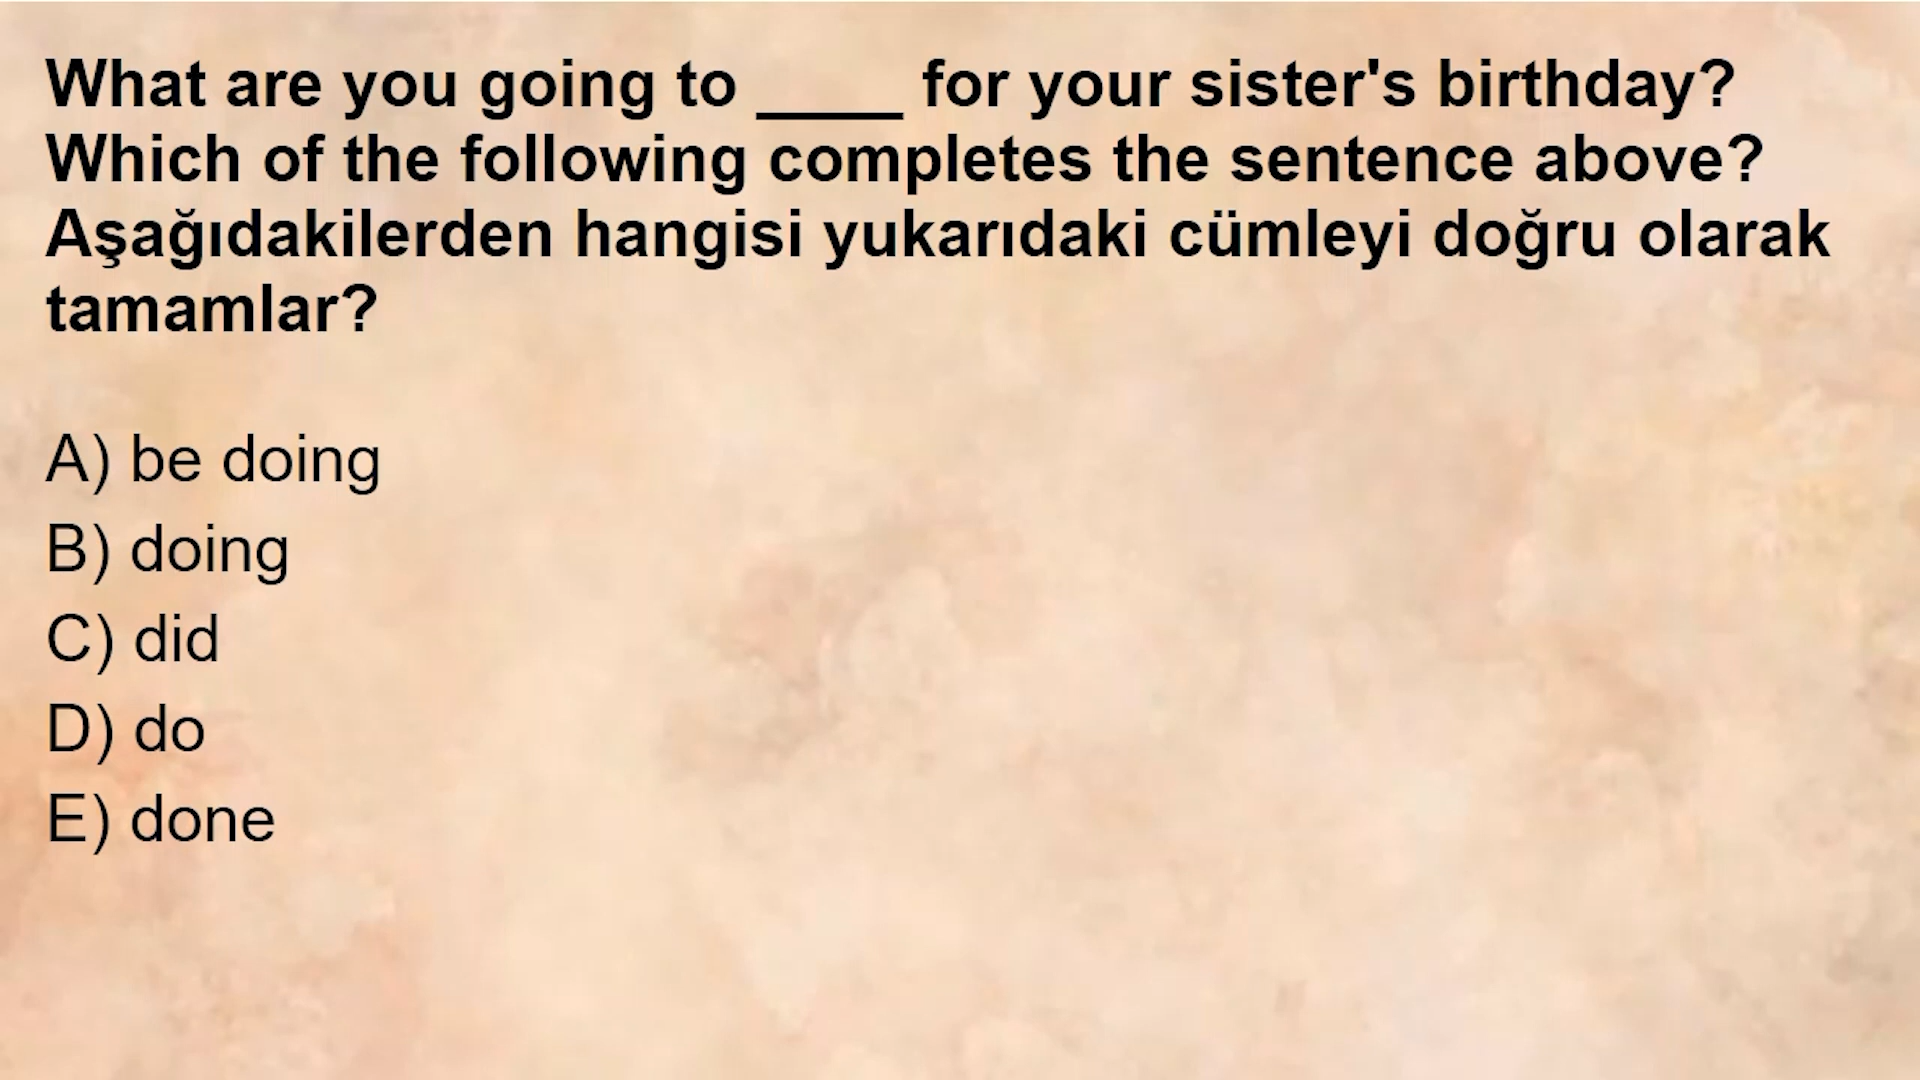 What are you going to ____ for your sister's birthday?
Which of the following completes the sentence above?
Aşağıdakilerden hangisi yukarıdaki cümleyi doğru olarak
tamamlar?
A) be doing
B) doing
C) did
D) do
E) done